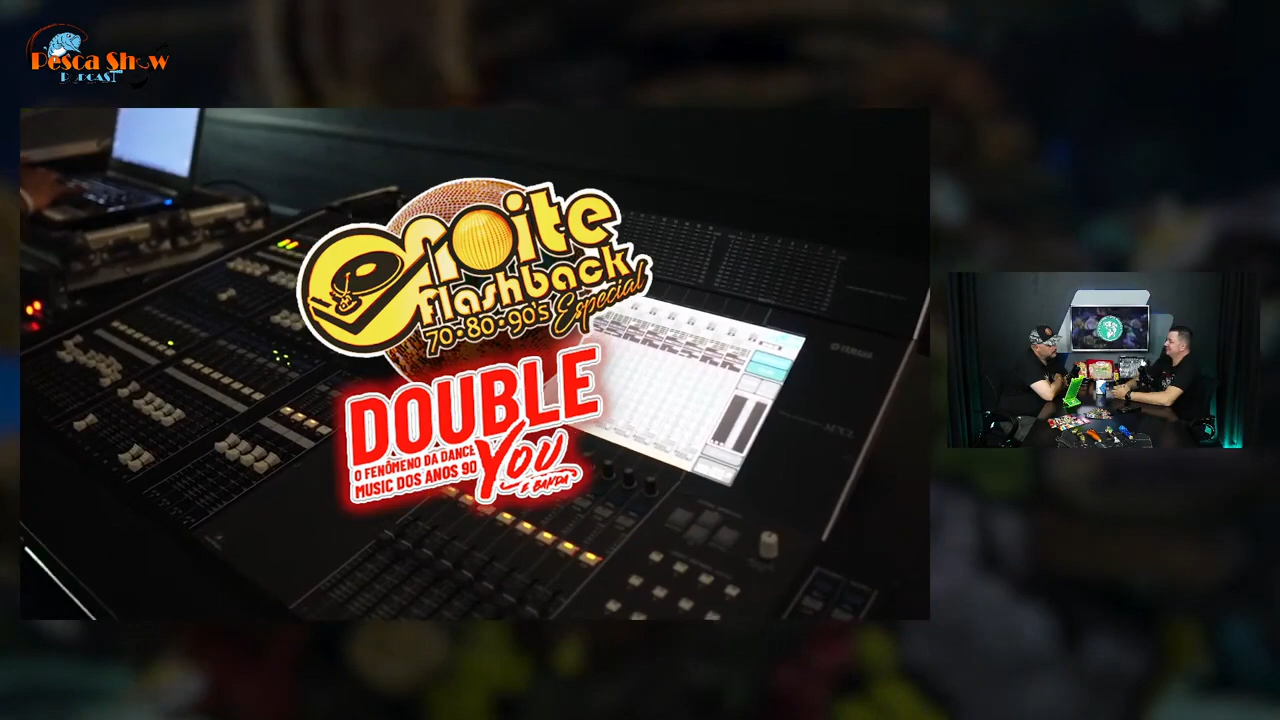 Pesca Show
PODCAST
noite
flashback
70•80•90's Especial
DOUBLE
YOU
O FENÔMENO DA DANCE
MUSIC DOS ANOS 90
E BANDA
YAMAHA